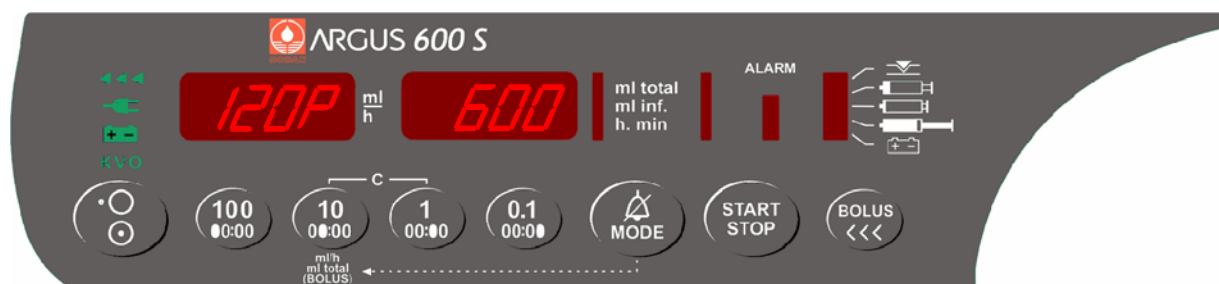 ARGUS 600 S
ALARM
120P ml/h 600
ml total
ml inf.
h. min
+ -
KVO
+ -
C
100
00:00
10
00:00
1
00:00
0.1
00:00
MODE
START
STOP
BOLUS
<<<
ml/h
ml total
(BOLUS)